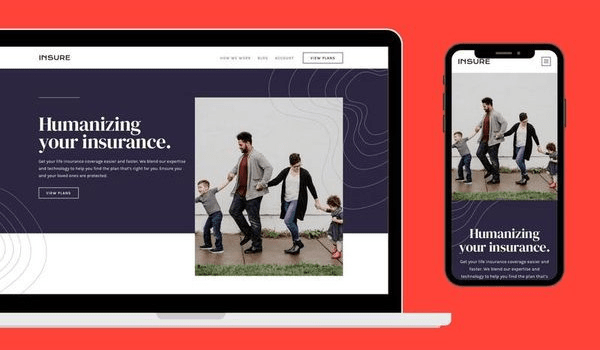 INSURE
HOW WE WORK BLOG ACCOUNT VIEW PLANS
Humanizing
your insurance.
Get your life insurance coverage easier and faster. We blend our expertise
and technology to help you find the plan that's right for you. Ensure you
and your loved ones are protected.
VIEW PLANS
INSURE
Humanizing
your insurance.
Get your life insurance coverage easier and
faster. We blend our expertise and
technology to help you find the plan that's